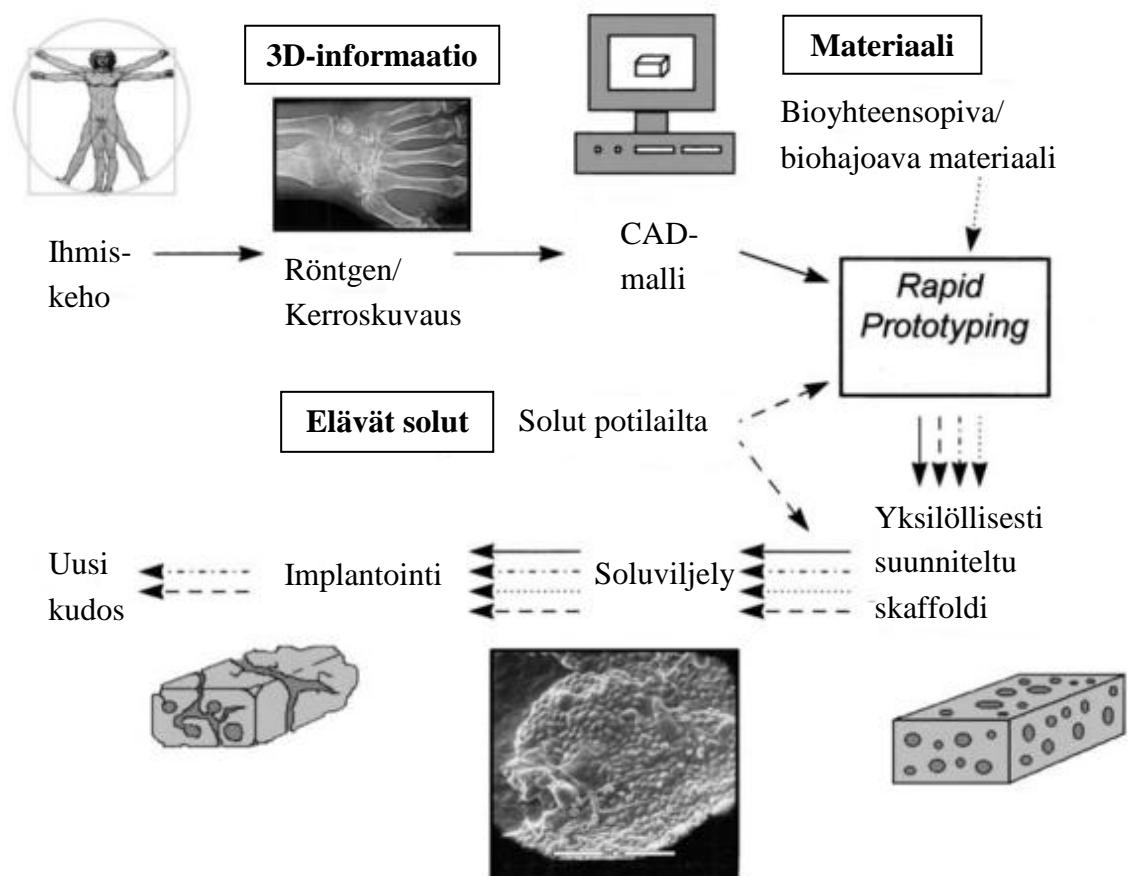 3D-informaatio
Materiaali
Bioyhteensopiva/
biohajoava materiaali
Ihmis-
keho
Röntgen/
Kerroskuvaus
CAD-
malli
Rapid
Prototyping
Elävät solut
Solut potilailta
Yksilöllisesti
suunniteltu
skaffoldi
Soluviljely
Implantointi
Uusi
kudos